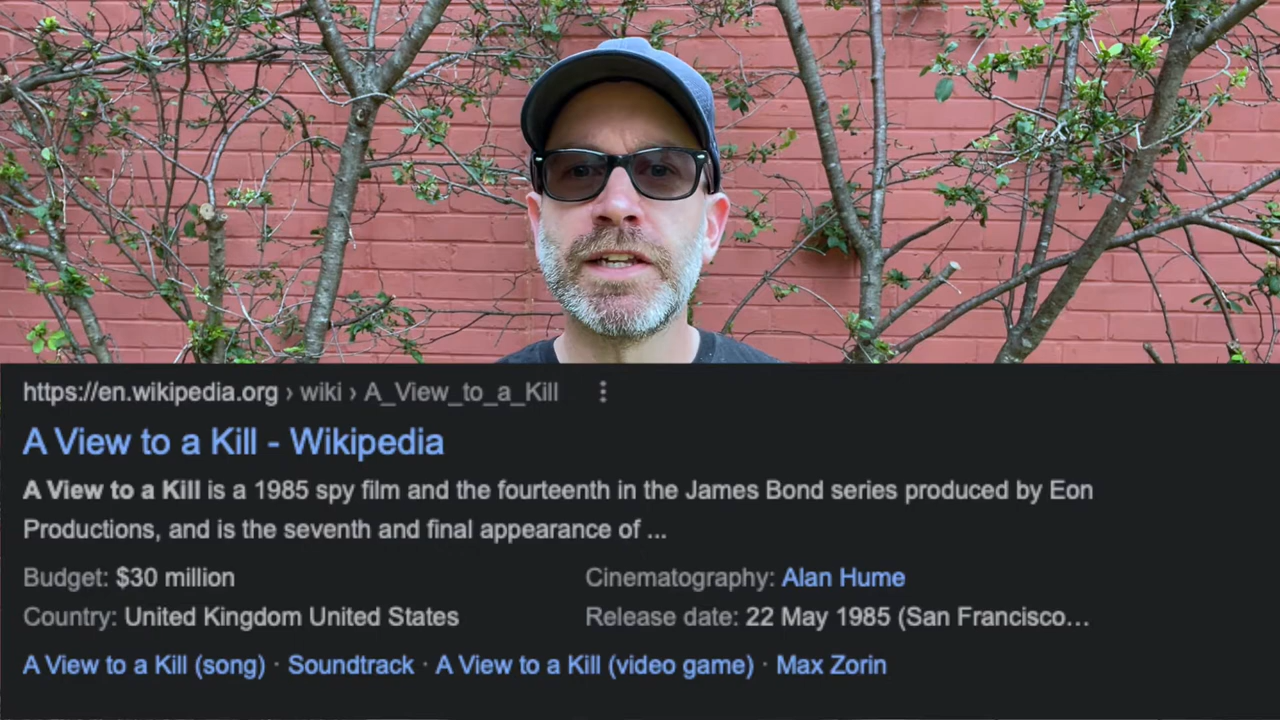 https://en.wikipedia.org › wiki › A_View_to_a_Kill
A View to a Kill - Wikipedia
A View to a Kill is a 1985 spy film and the fourteenth in the James Bond series produced by Eon
Productions, and is the seventh and final appearance of ...
Budget: $30 million
Cinematography: Alan Hume
Country: United Kingdom United States
Release date: 22 May 1985 (San Francisco...
A View to a Kill (song) · Soundtrack · A View to a Kill (video game) · Max Zorin